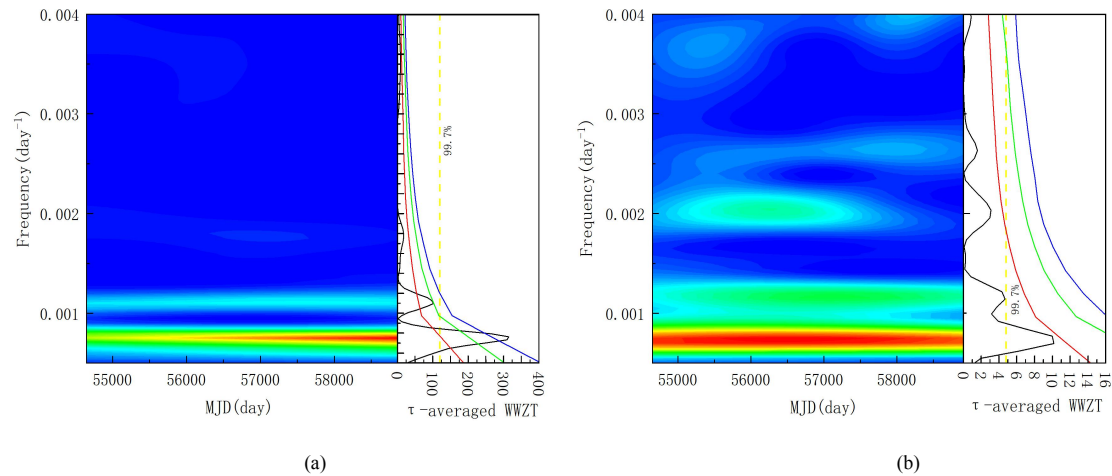 0.004
0.003
0.002
0.001
Frequency(day⁻¹)
55000 56000 57000 58000
MJD(day)
99.7%
0 100 200 300 400
τ-averaged WWZT
(a)
0.004
0.003
0.002
0.001
Frequency(day⁻¹)
55000 56000 57000 58000
MJD(day)
99.7%
0 2 4 6 8 10 12 14 16
τ-averaged WWZT
(b)